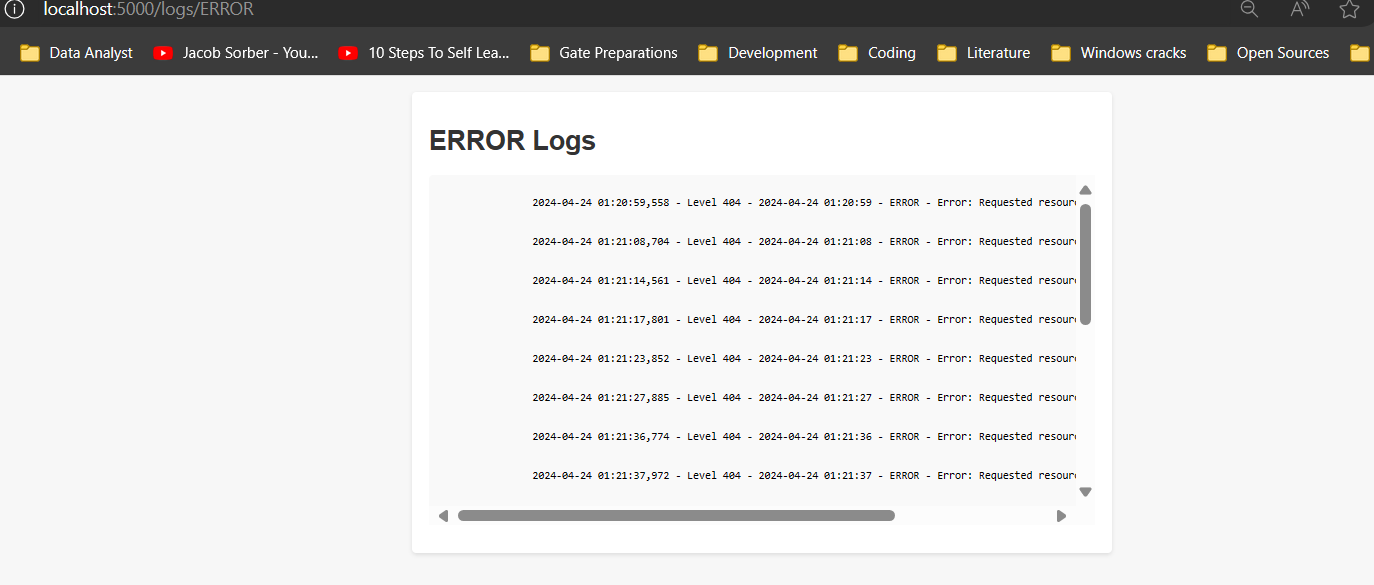 localhost:5000/logs/ERROR
Data Analyst Jacob Sorber - You... 10 Steps To Self Lea... Gate Preparations Development Coding Literature Windows cracks Open Sources
ERROR Logs
2024-04-24 01:20:59,558 - Level 404 - 2024-04-24 01:20:59 - ERROR - Error: Requested resour
2024-04-24 01:21:08,704 - Level 404 - 2024-04-24 01:21:08 - ERROR - Error: Requested resour
2024-04-24 01:21:14,561 - Level 404 - 2024-04-24 01:21:14 - ERROR - Error: Requested resour
2024-04-24 01:21:17,801 - Level 404 - 2024-04-24 01:21:17 - ERROR - Error: Requested resour
2024-04-24 01:21:23,852 - Level 404 - 2024-04-24 01:21:23 - ERROR - Error: Requested resour
2024-04-24 01:21:27,885 - Level 404 - 2024-04-24 01:21:27 - ERROR - Error: Requested resour
2024-04-24 01:21:36,774 - Level 404 - 2024-04-24 01:21:36 - ERROR - Error: Requested resour
2024-04-24 01:21:37,972 - Level 404 - 2024-04-24 01:21:37 - ERROR - Error: Requested resour